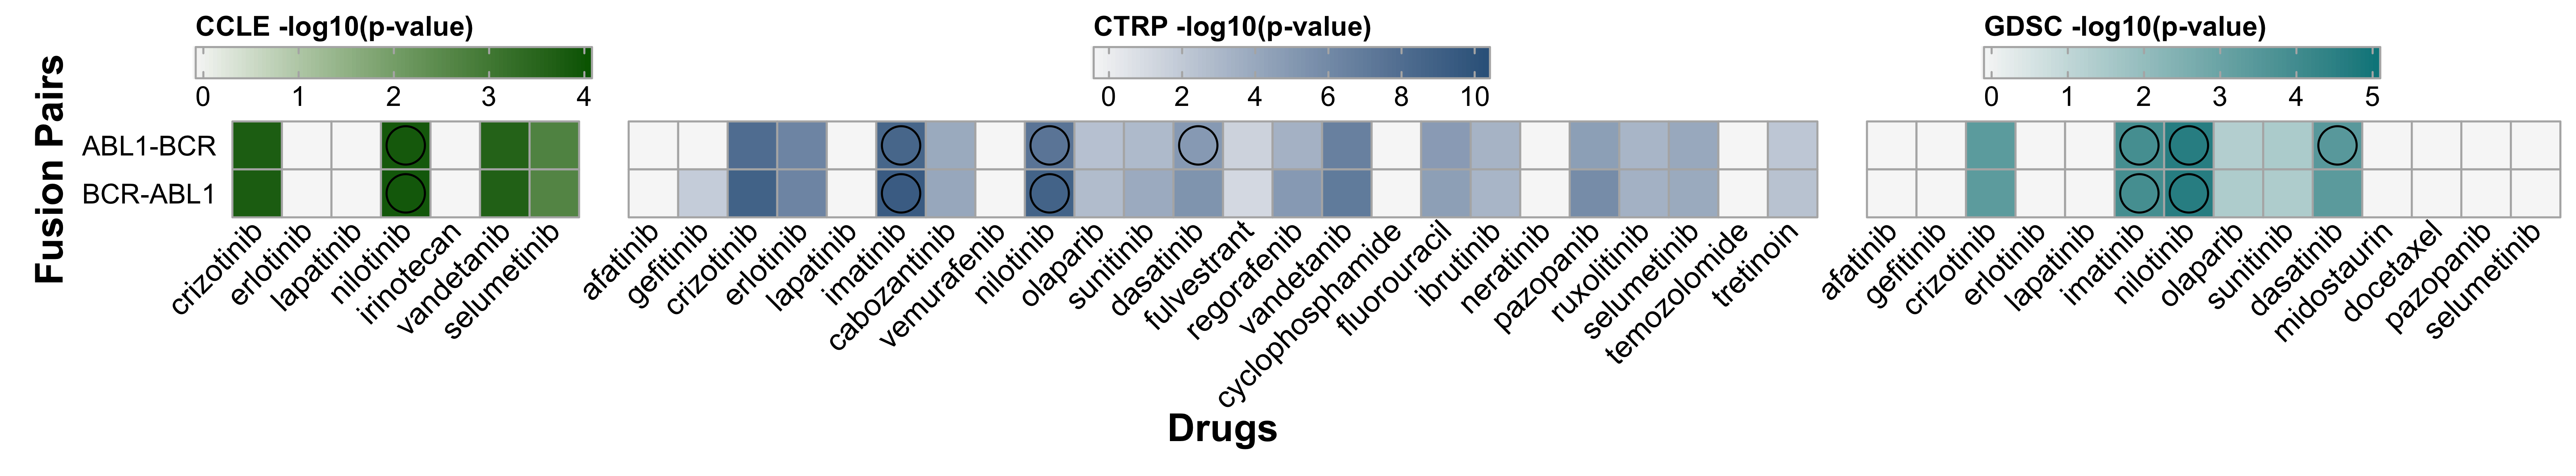 CCLE -log10(p-value)
0 1 2 3 4
CTRP -log10(p-value)
0 2 4 6 8 10
GDSC -log10(p-value)
0 1 2 3 4 5
Fusion Pairs
ABL1-BCR
BCR-ABL1
crizotinib
erlotinib
lapatinib
nilotinib
irinotecan
vandetanib
selumetinib
afatinib
gefitinib
crizotinib
erlotinib
lapatinib
imatinib
cabozantinib
vemurafenib
nilotinib
olaparib
sunitinib
dasatinib
fulvestrant
regorafenib
vandetanib
cyclophosphamide
fluorouracil
ibrutinib
neratinib
pazopanib
ruxolitinib
selumetinib
temozolomide
tretinoin
afatinib
gefitinib
crizotinib
erlotinib
lapatinib
imatinib
nilotinib
olaparib
sunitinib
dasatinib
midostaurin
docetaxel
pazopanib
selumetinib
Drugs